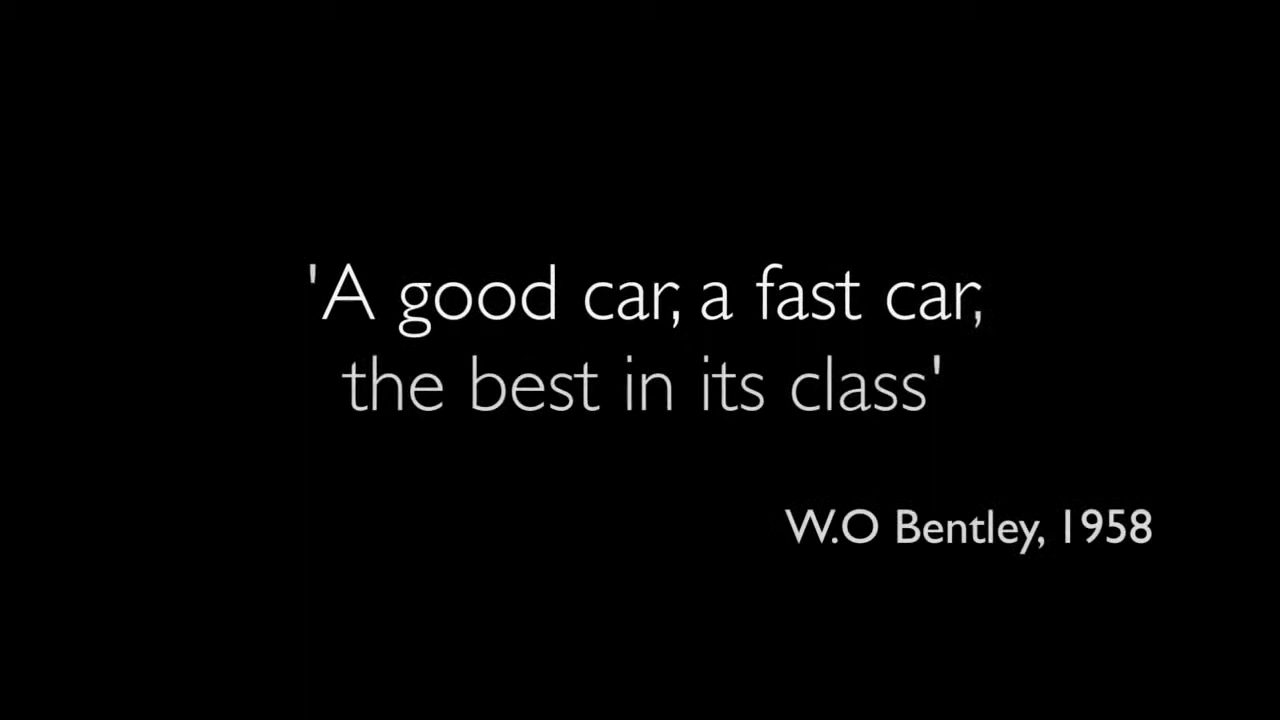 'A good car, a fast car,
the best in its class'
W.O Bentley, 1958